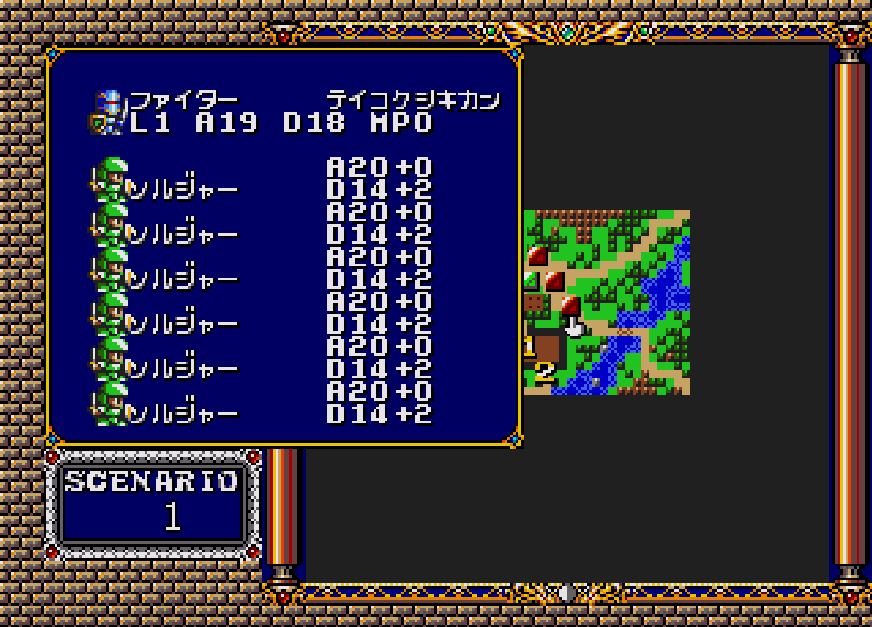 ファイター テイコクシキカン
L1 A19 D18 MP0
A20+0
ソルジャー D14+2
A20+0
ソルジャー D14+2
A20+0
ソルジャー D14+2
A20+0
ソルジャー D14+2
A20+0
ソルジャー D14+2
A20+0
ソルジャー D14+2
1
2
SCENARIO
1